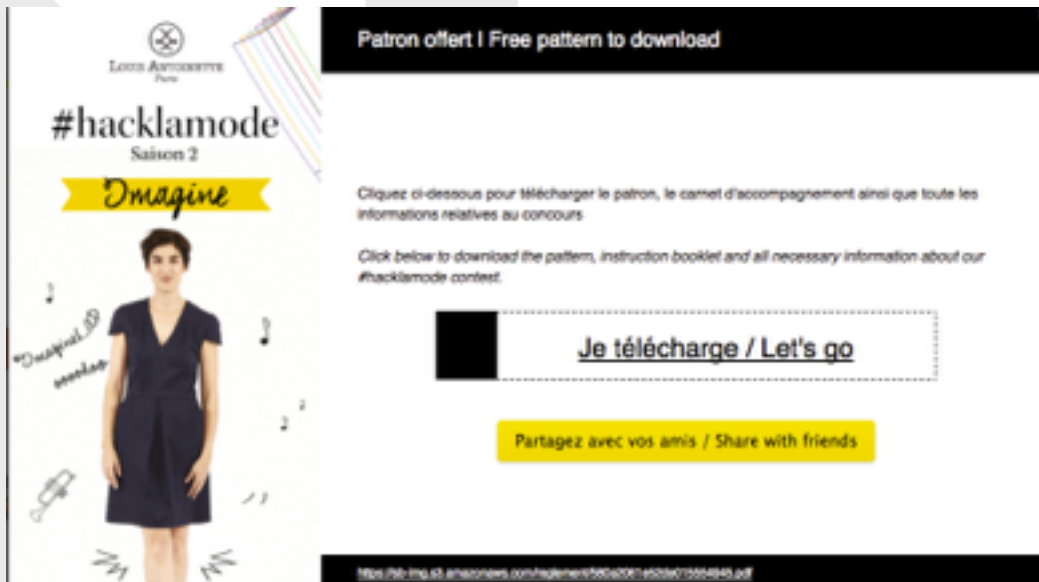 LOUIS ANTOINETTE
Paris
#hacklamode
Saison 2
Imagine
Patron offert I Free pattern to download
Cliquez ci-dessous pour télécharger le patron, le carnet d'accompagnement ainsi que toute les
informations relatives au concours
Click below to download the pattern, instruction booklet and all necessary information about our
#hacklamode contest.
Je télécharge / Let's go
Partagez avec vos amis / Share with friends